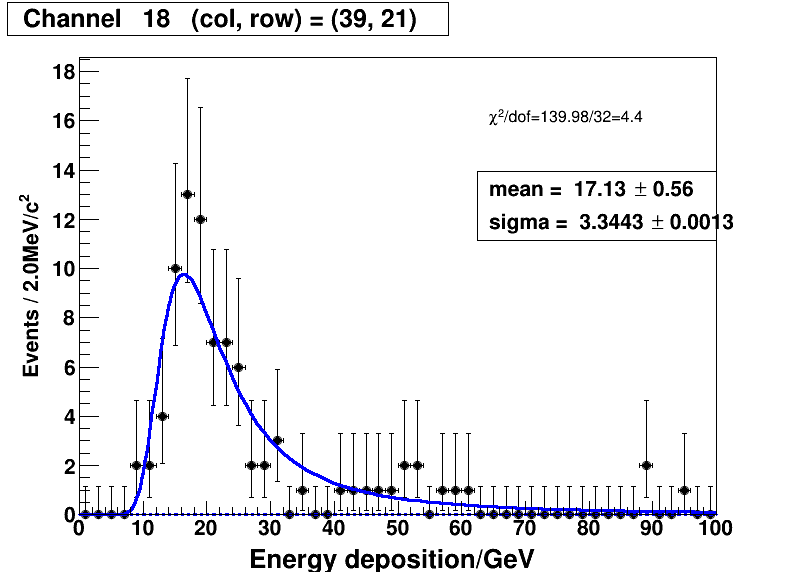 Channel 18 (col, row) = (39, 21)
18
16
14
12
10
8
6
4
2
0
Events / 2.0MeV/c²
χ²/dof=139.98/32=4.4
mean = 17.13 ± 0.56
sigma = 3.3443 ± 0.0013
0 10 20 30 40 50 60 70 80 90 100
Energy deposition/GeV